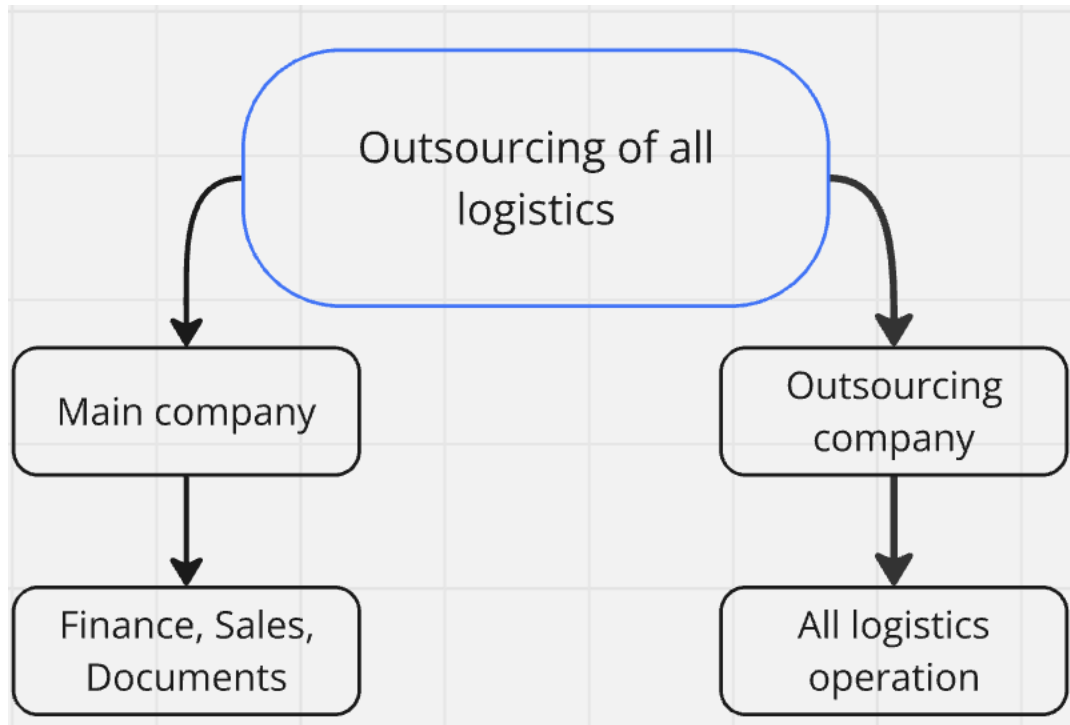 Outsourcing of all
logistics
Main company
Outsourcing
company
Finance, Sales,
Documents
All logistics
operation